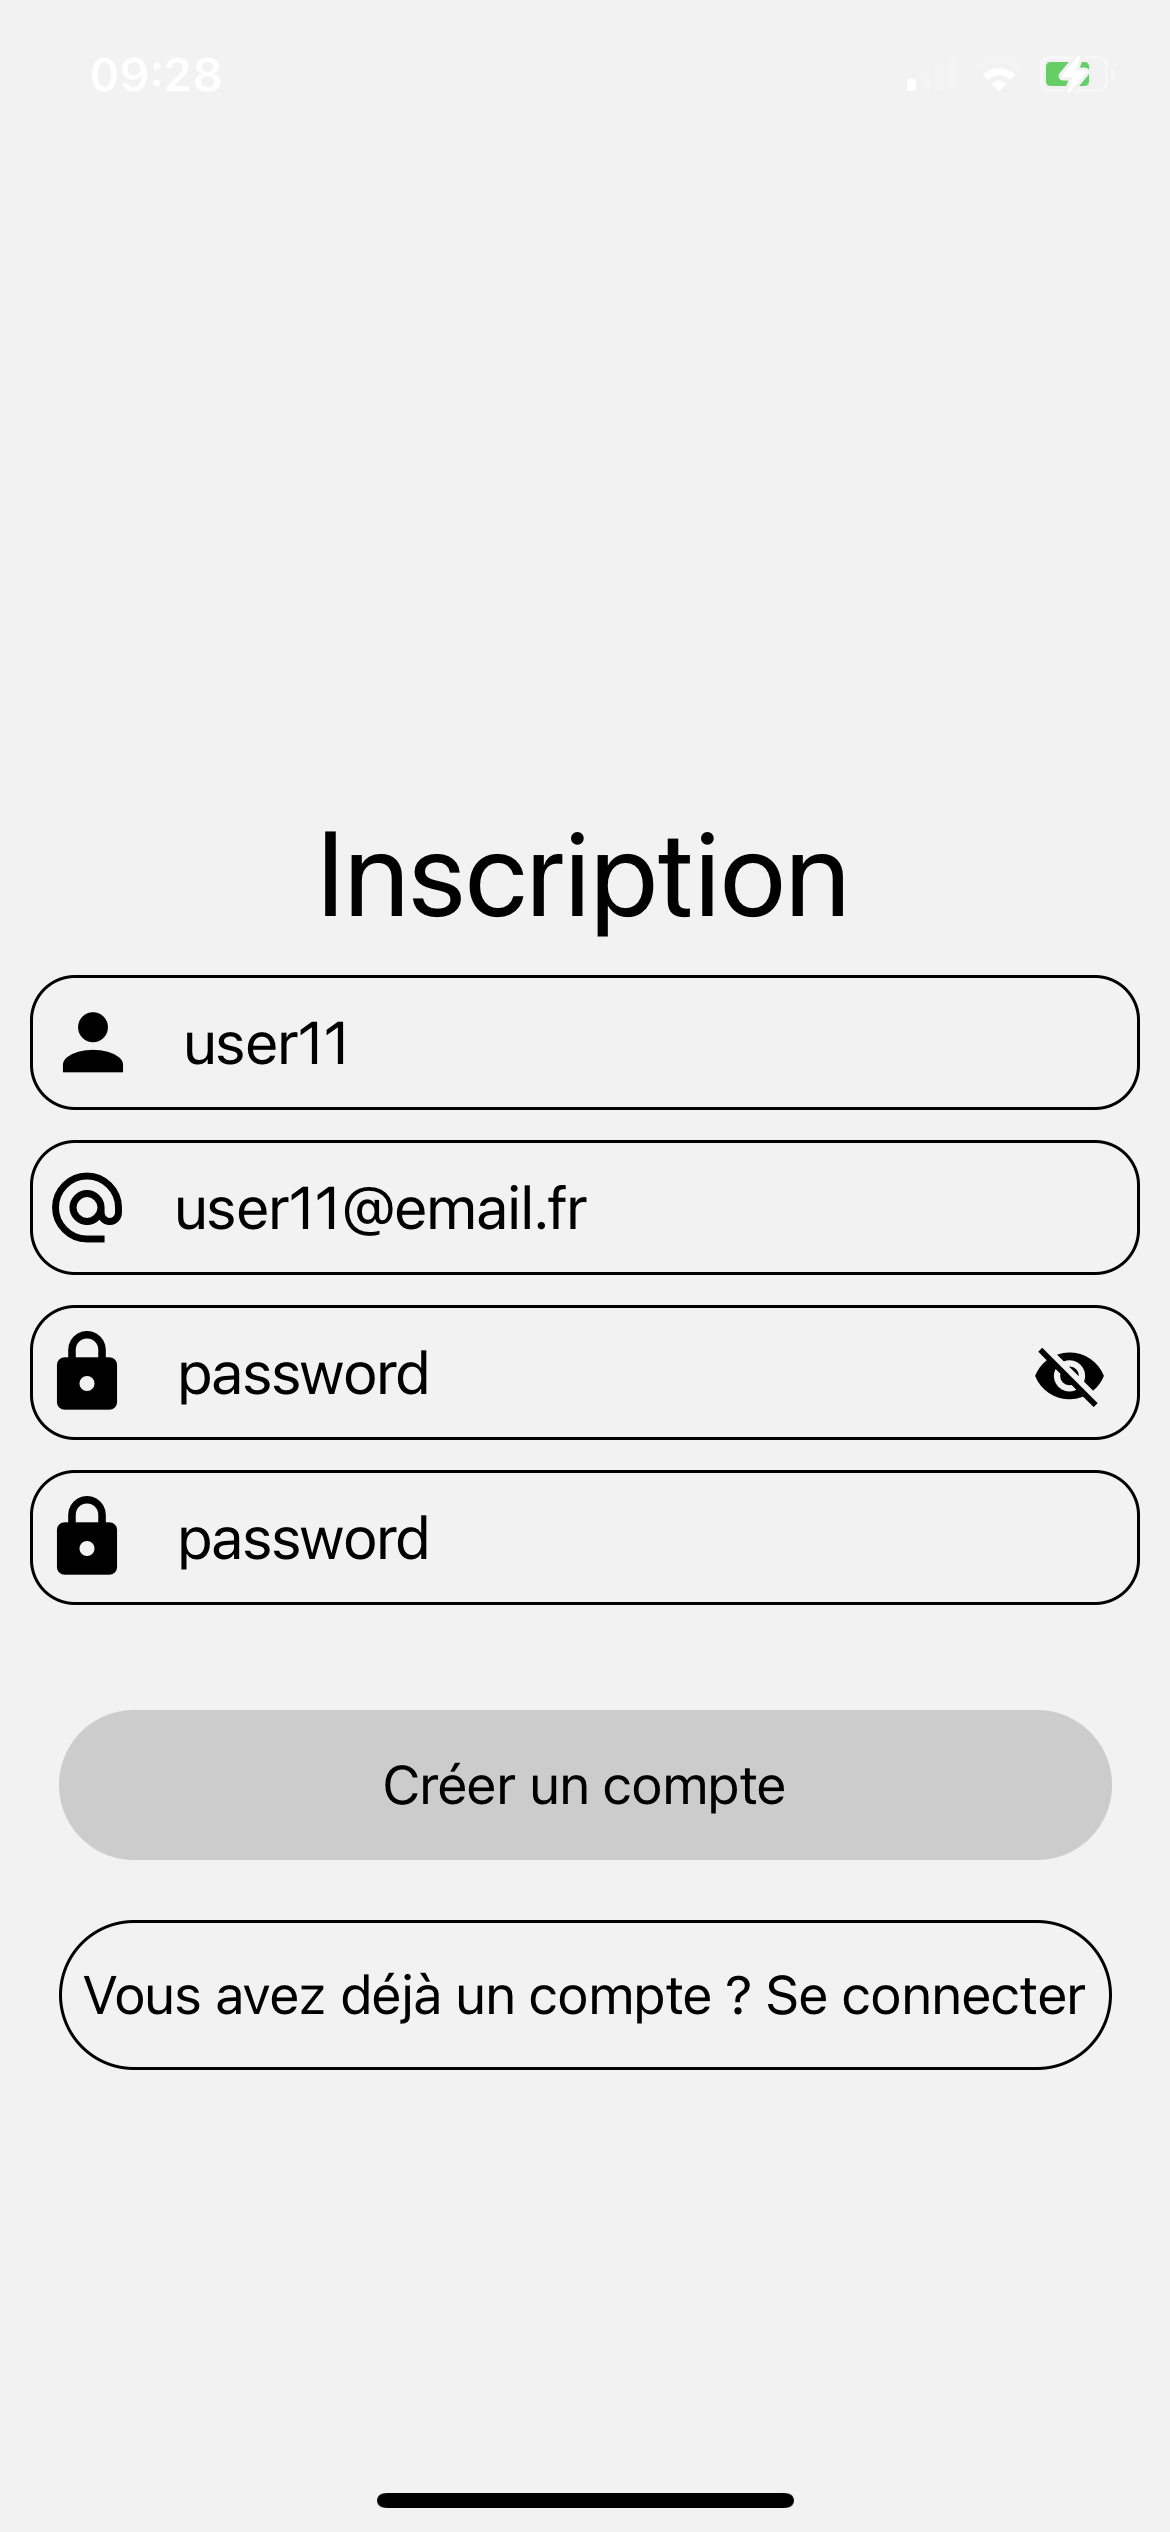 09:28
Inscription
user11
user11@email.fr
password
password
Créer un compte
Vous avez déjà un compte ? Se connecter